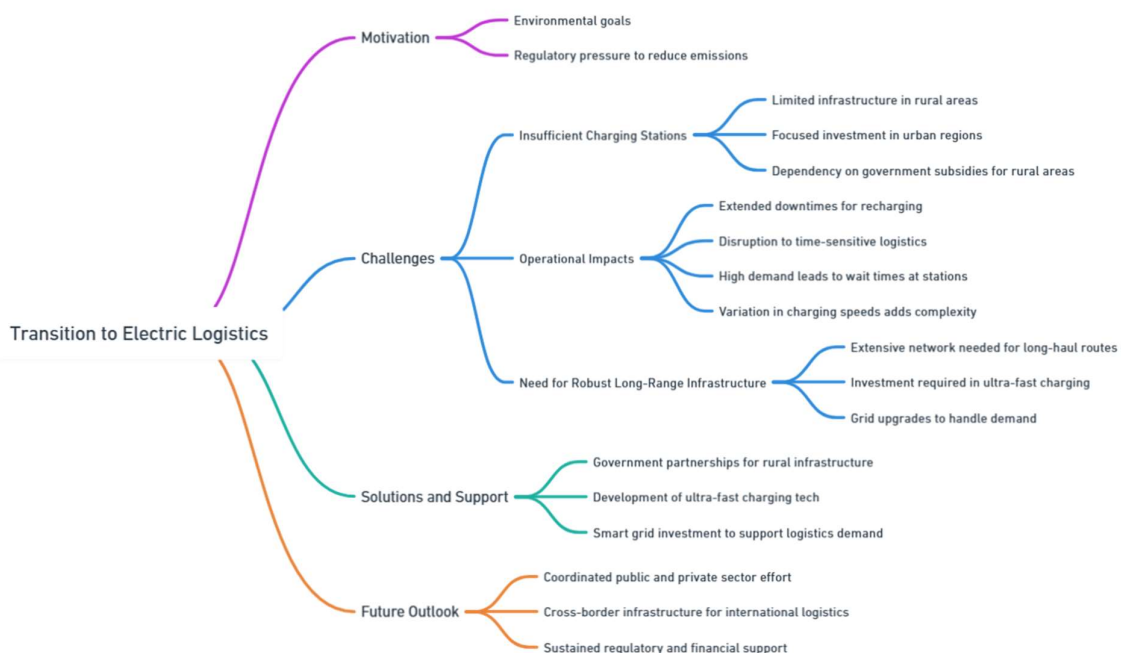 Transition to Electric Logistics
Motivation
Environmental goals
Regulatory pressure to reduce emissions
Challenges
Insufficient Charging Stations
Limited infrastructure in rural areas
Focused investment in urban regions
Dependency on government subsidies for rural areas
Operational Impacts
Extended downtimes for recharging
Disruption to time-sensitive logistics
High demand leads to wait times at stations
Variation in charging speeds adds complexity
Need for Robust Long-Range Infrastructure
Extensive network needed for long-haul routes
Investment required in ultra-fast charging
Grid upgrades to handle demand
Solutions and Support
Government partnerships for rural infrastructure
Development of ultra-fast charging tech
Smart grid investment to support logistics demand
Future Outlook
Coordinated public and private sector effort
Cross-border infrastructure for international logistics
Sustained regulatory and financial support